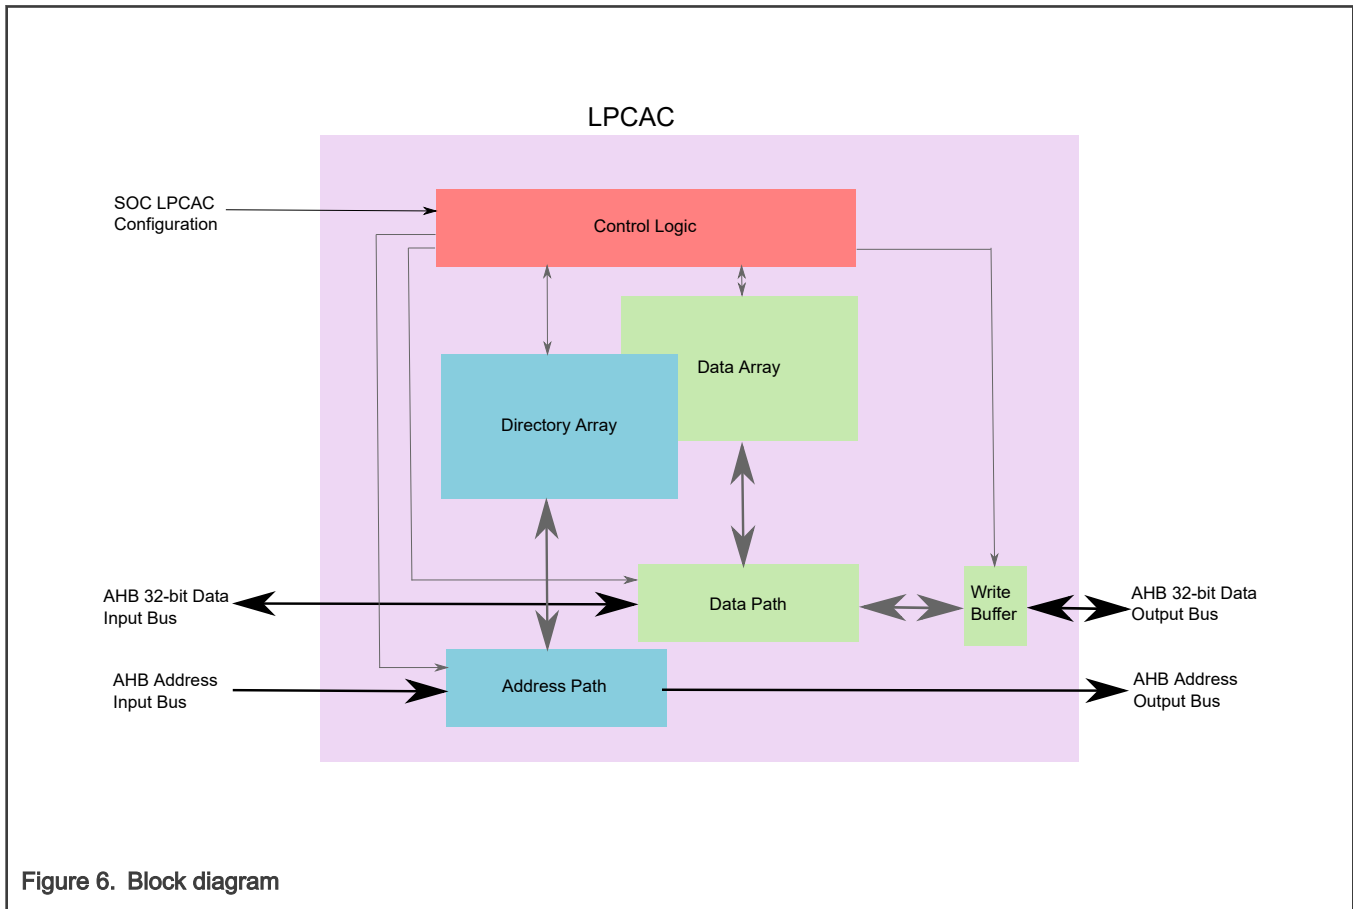 LPCAC
SOC LPCAC
Configuration
Control Logic
Data Array
Directory Array
AHB 32-bit Data
Input Bus
Data Path
Write
Buffer
AHB 32-bit Data
Output Bus
AHB Address
Input Bus
Address Path
AHB Address
Output Bus
Figure 6. Block diagram